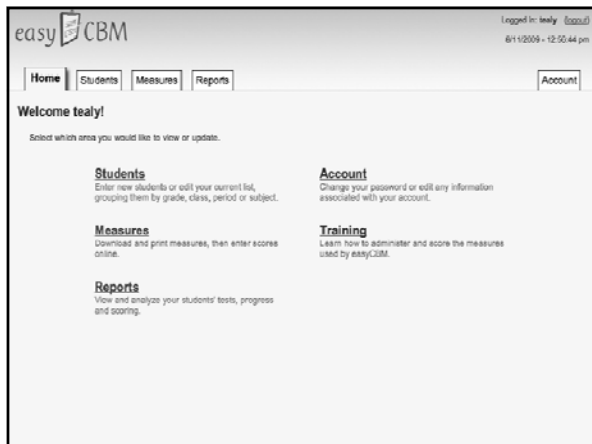 easy CBM
Logged in: tealy (logout)
6/11/2009 - 12:55:44 pm
Home
Students
Measures
Reports
Account
Welcome tealy!
Select which area you would like to view or update.
Students
Enter new students or edit your current list,
grouping them by grade, class, period or subject.
Account
Change your password or edit any information
associated with your account.
Measures
Download and print measures, then enter scores
online.
Training
Learn how to administer and score the measures
used by easyCBM.
Reports
View and analyze your students' tests, progress
and scoring.